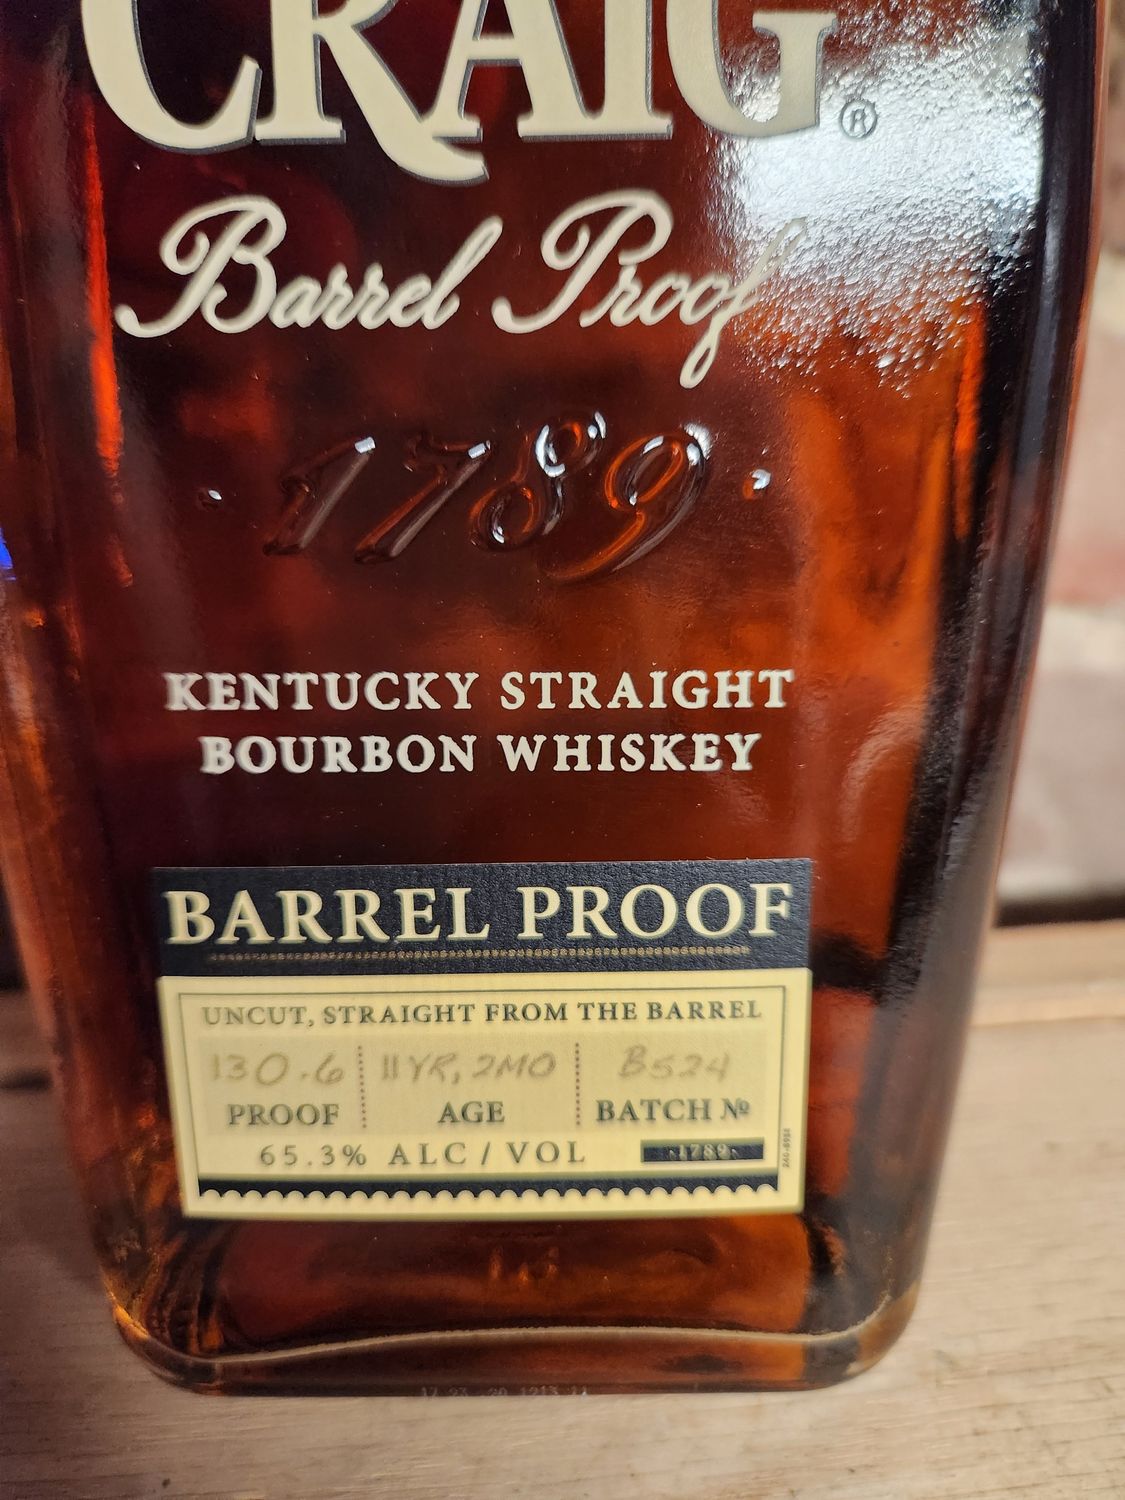 CRAIG®
Barrel Proof
·1789·
KENTUCKY STRAIGHT
BOURBON WHISKEY
BARREL PROOF
UNCUT, STRAIGHT FROM THE BARREL
130.6 11YR, 2MO B524
PROOF AGE BATCH №
65.3% ALC / VOL ·1789·